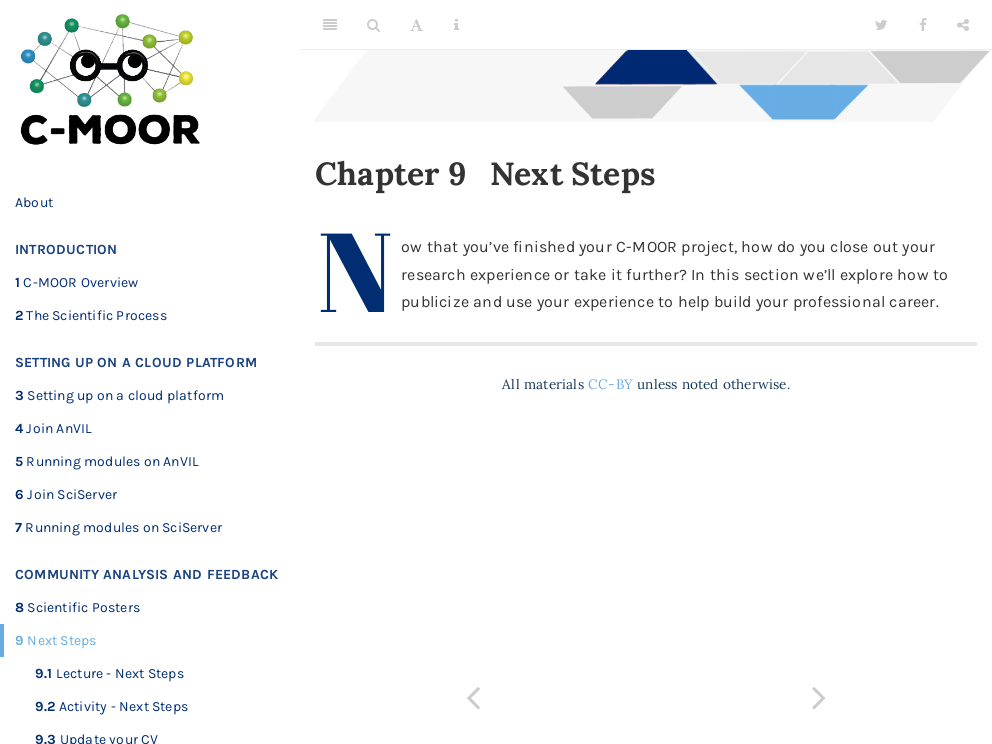 C-MOOR
About
INTRODUCTION
1 C-MOOR Overview
2 The Scientific Process
SETTING UP ON A CLOUD PLATFORM
3 Setting up on a cloud platform
4 Join AnVIL
5 Running modules on AnVIL
6 Join SciServer
7 Running modules on SciServer
COMMUNITY ANALYSIS AND FEEDBACK
8 Scientific Posters
9 Next Steps
9.1 Lecture - Next Steps
9.2 Activity - Next Steps
9.3 Update your CV
Chapter 9 Next Steps
Now that you’ve finished your C-MOOR project, how do you close out your
research experience or take it further? In this section we’ll explore how to
publicize and use your experience to help build your professional career.
All materials CC-BY unless noted otherwise.